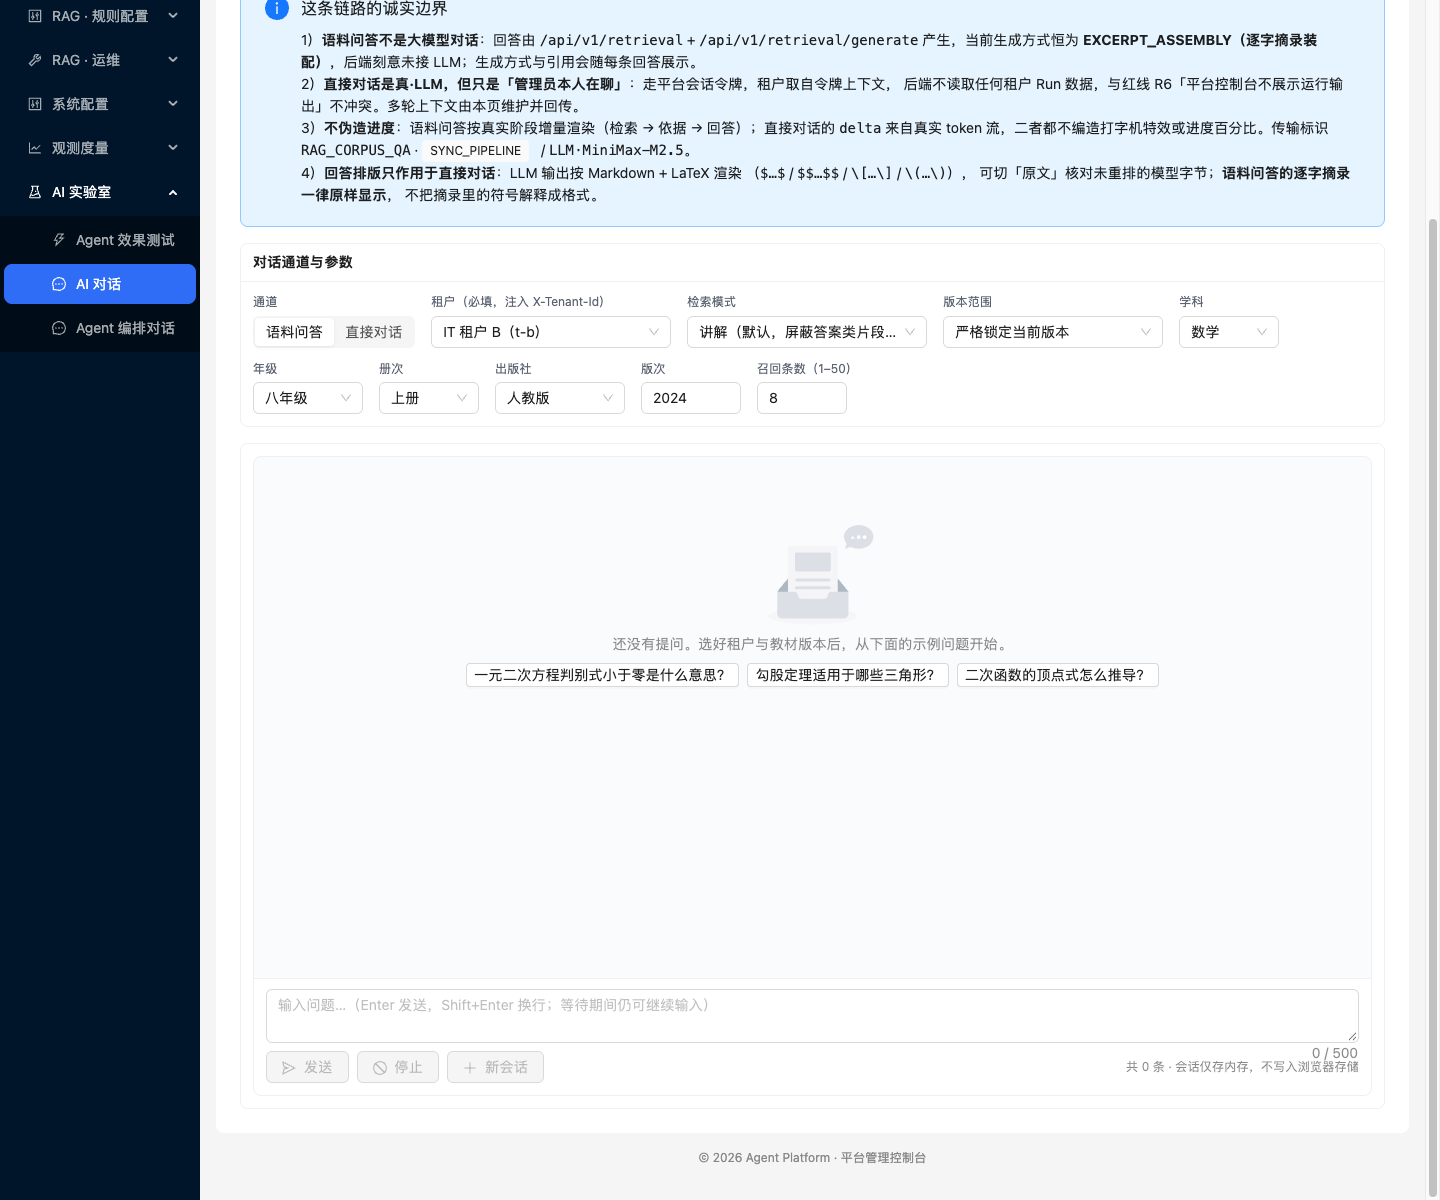 RAG · 规则配置
RAG · 运维
系统配置
观测度量
AI 实验室
Agent 效果测试
AI 对话
Agent 编排对话
这条链路的诚实边界
1）语料问答不是大模型对话：回答由 /api/v1/retrieval + /api/v1/retrieval/generate 产生，当前生成方式恒为 EXCERPT_ASSEMBLY（逐字摘录装
配），后端刻意未接 LLM；生成方式与引用会随每条回答展示。
2）直接对话是真·LLM，但只是「管理员本人在聊」：走平台会话令牌，租户取自令牌上下文， 后端不读取任何租户 Run 数据，与红线 R6「平台控制台不展示运行输
出」不冲突。多轮上下文由本页维护并回传。
3）不伪造进度：语料问答按真实阶段增量渲染（检索 → 依据 → 回答）；直接对话的 delta 来自真实 token 流，二者都不编造打字机特效或进度百分比。传输标识
RAG_CORPUS_QA · SYNC_PIPELINE / LLM·MiniMax-M2.5。
4）回答排版只作用于直接对话：LLM 输出按 Markdown + LaTeX 渲染 （$…$ / $$…$$ / \[…\] / \(…\)）， 可切「原文」核对未重排的模型字节；语料问答的逐字摘录
一律原样显示， 不把摘录里的符号解释成格式。
对话通道与参数
通道
租户（必填，注入 X-Tenant-Id）
检索模式
版本范围
学科
语料问答
直接对话
IT 租户 B（t-b）
讲解（默认，屏蔽答案类片段...
严格锁定当前版本
数学
年级
册次
出版社
版次
召回条数（1–50）
八年级
上册
人教版
2024
8
还没有提问。选好租户与教材版本后，从下面的示例问题开始。
一元二次方程判别式小于零是什么意思？
勾股定理适用于哪些三角形？
二次函数的顶点式怎么推导？
输入问题...（Enter 发送，Shift+Enter 换行；等待期间仍可继续输入）
0 / 500
发送
停止
新会话
共 0 条 · 会话仅存内存，不写入浏览器存储
© 2026 Agent Platform · 平台管理控制台